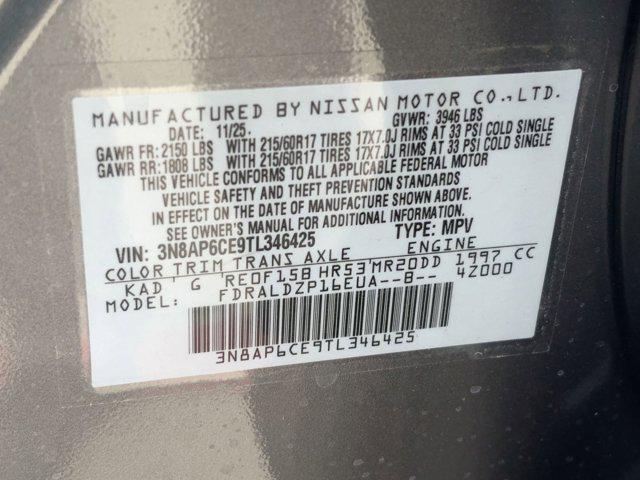 MANUFACTURED BY NISSAN MOTOR CO., LTD.
DATE: 11/25. GVWR: 3946 LBS
GAWR FR: 2150 LBS WITH 215/60R17 TIRES 17X7.0J RIMS AT 33 PSI COLD SINGLE
GAWR RR: 1808 LBS WITH 215/60R17 TIRES 17X7.0J RIMS AT 33 PSI COLD SINGLE
THIS VEHICLE CONFORMS TO ALL APPLICABLE FEDERAL MOTOR
VEHICLE SAFETY AND THEFT PREVENTION STANDARDS
IN EFFECT ON THE DATE OF MANUFACTURE SHOWN ABOVE.
SEE OWNER'S MANUAL FOR ADDITIONAL INFORMATION.
VIN: 3N8AP6CE9TL346425 TYPE: MPV
COLOR TRIM TRANS AXLE ENGINE
KAD G RE0F15B HR53 MR20DD 1997 CC
MODEL: FDRALDZP16EUA--B-- 4Z000
3N8AP6CE9TL346425